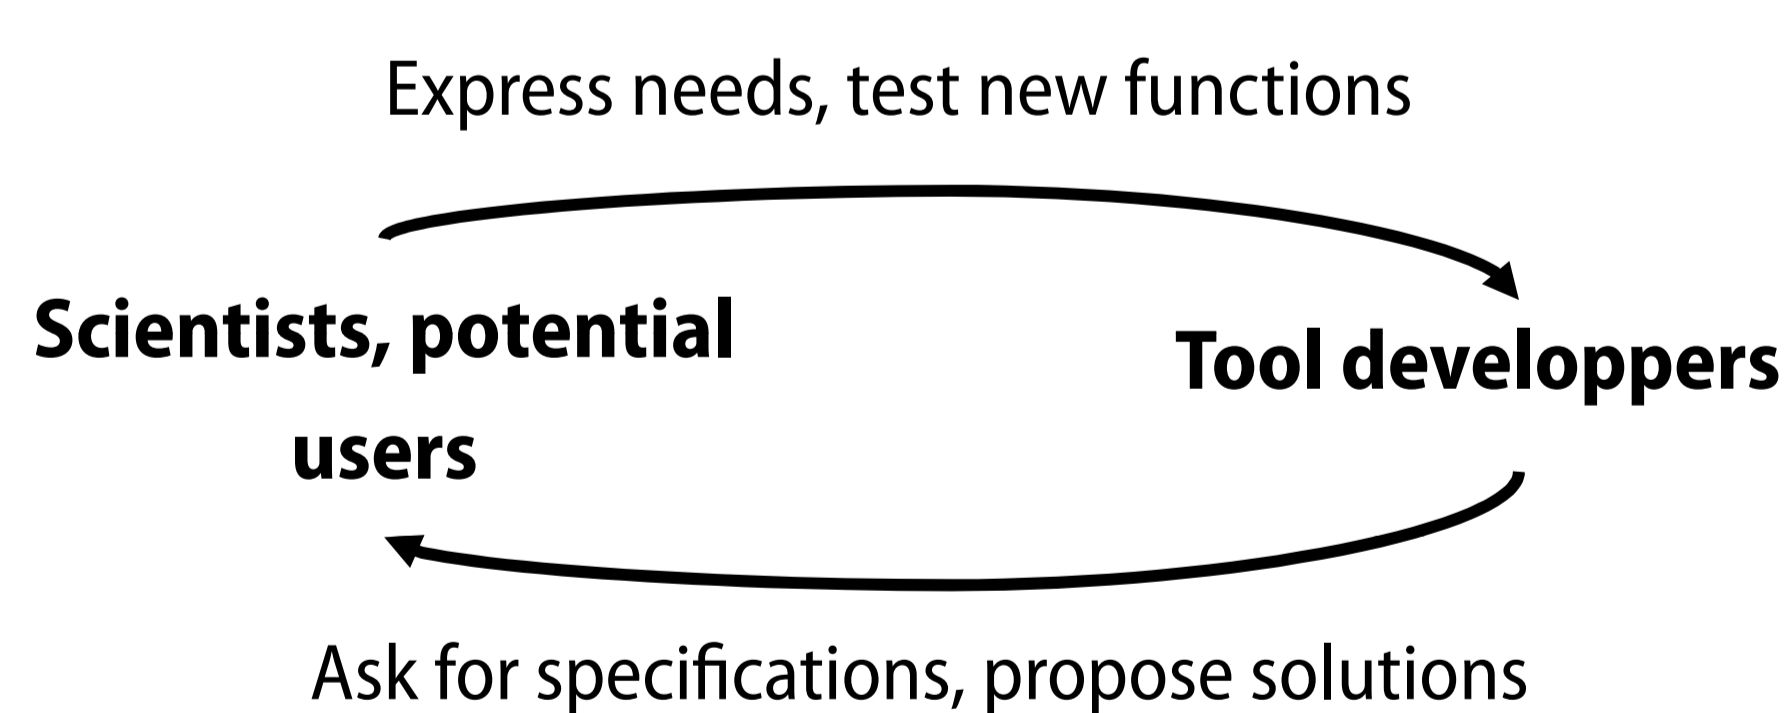 Express needs, test new functions
Scientists, potential
users
Tool developpers
Ask for specifications, propose solutions